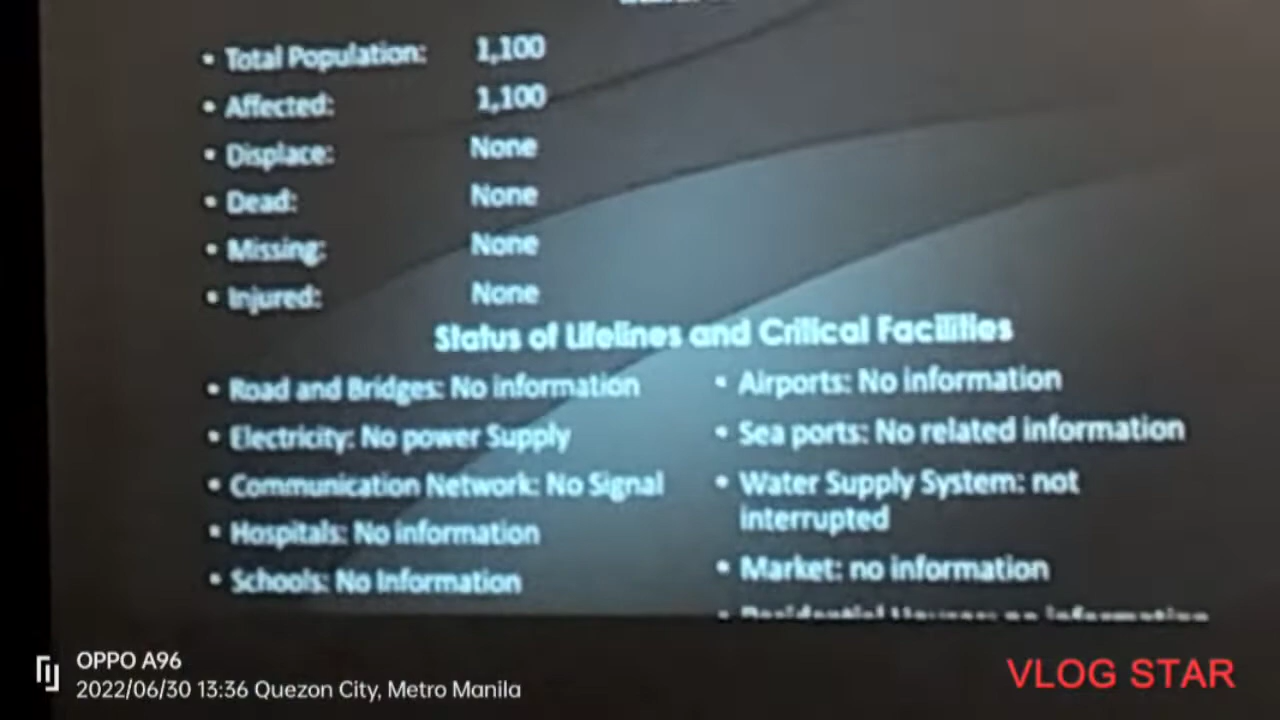 • Total Population: 1,100
• Affected: 1,100
• Displace: None
• Dead: None
• Missing: None
• Injured: None
Status of Lifelines and Critical Facilities
• Road and Bridges: No information
• Electricity: No power Supply
• Communication Network: No Signal
• Hospitals: No information
• Schools: No Information
• Airports: No information
• Sea ports: No related information
• Water Supply System: not
interrupted
• Market: no information
OPPO A96
2022/06/30 13:36 Quezon City, Metro Manila
VLOG STAR